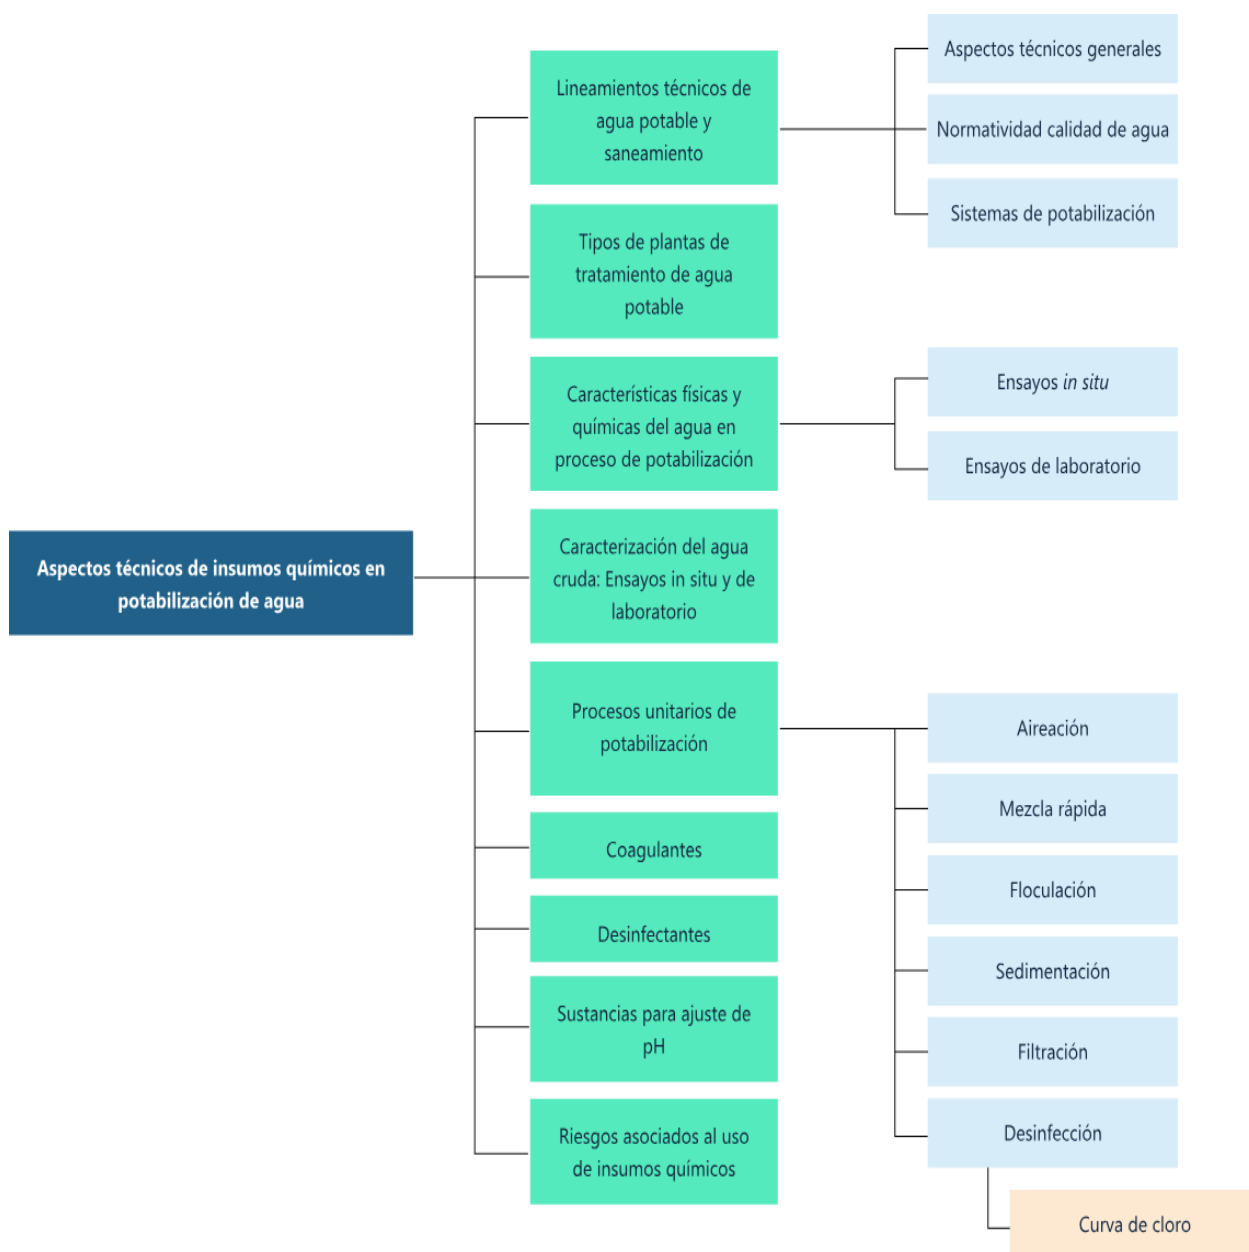 Aspectos técnicos de insumos químicos en
potabilización de agua
Lineamientos técnicos de
agua potable y
saneamiento
Aspectos técnicos generales
Normatividad calidad de agua
Sistemas de potabilización
Tipos de plantas de
tratamiento de agua
potable
Características físicas y
químicas del agua en
proceso de potabilización
Ensayos in situ
Ensayos de laboratorio
Caracterización del agua
cruda: Ensayos in situ y de
laboratorio
Procesos unitarios de
potabilización
Aireación
Mezcla rápida
Floculación
Sedimentación
Filtración
Desinfección
Curva de cloro
Coagulantes
Desinfectantes
Sustancias para ajuste de
pH
Riesgos asociados al uso
de insumos químicos